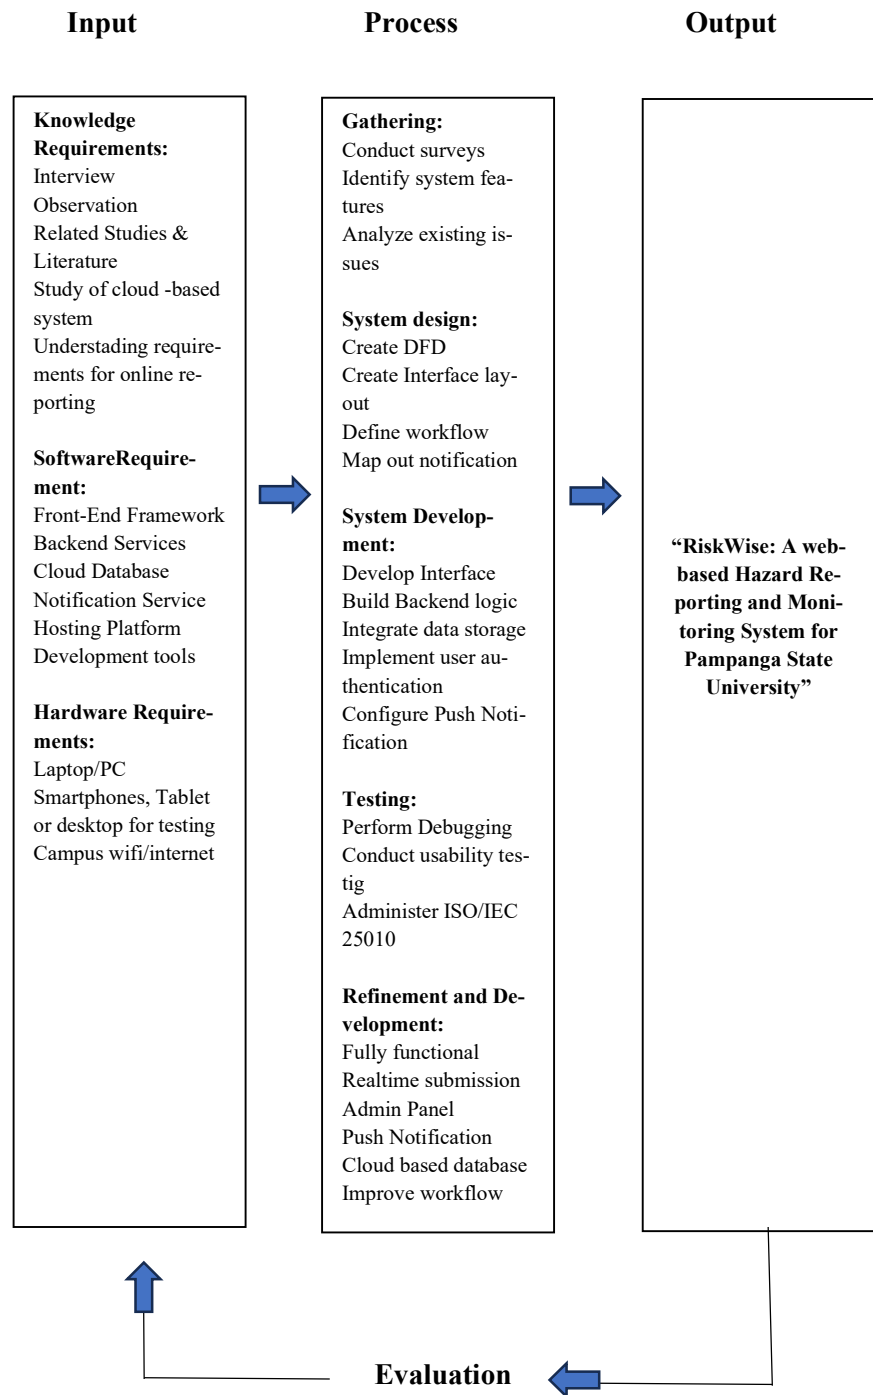 Input
Process
Output
Knowledge
Requirements:
Interview
Observation
Related Studies &
Literature
Study of cloud -based
system
Understading require-
ments for online re-
porting
SoftwareRequire-
ment:
Front-End Framework
Backend Services
Cloud Database
Notification Service
Hosting Platform
Development tools
Hardware Require-
ments:
Laptop/PC
Smartphones, Tablet
or desktop for testing
Campus wifi/internet
Gathering:
Conduct surveys
Identify system fea-
tures
Analyze existing is-
sues
System design:
Create DFD
Create Interface lay-
out
Define workflow
Map out notification
System Develop-
ment:
Develop Interface
Build Backend logic
Integrate data storage
Implement user au-
thentication
Configure Push Noti-
fication
Testing:
Perform Debugging
Conduct usability tes-
tig
Administer ISO/IEC
25010
Refinement and De-
velopment:
Fully functional
Realtime submission
Admin Panel
Push Notification
Cloud based database
Improve workflow
“RiskWise: A web-
based Hazard Re-
porting and Moni-
toring System for
Pampanga State
University”
Evaluation